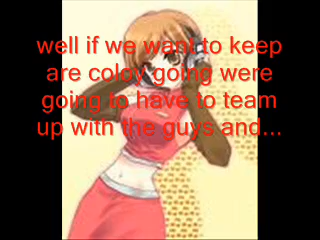 well if we want to keep
are colov going were
going to have to team
up with the guys and...